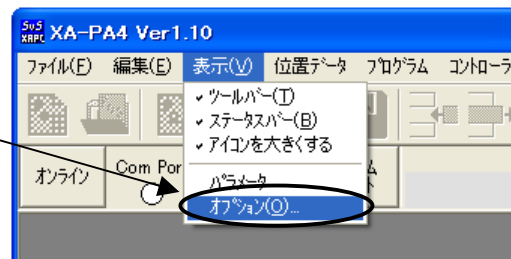 SVS XAPC XA-PA4 Ver1.10
ﾌｧｲﾙ(F) 編集(E) 表示(V) 位置ﾃﾞｰﾀ ﾌﾟﾛｸﾞﾗﾑ ｺﾝﾄﾛｰﾗ
ﾂｰﾙﾊﾞｰ(T)
ｽﾃｰﾀｽﾊﾞｰ(B)
ｱｲｺﾝを大きくする
ｵﾝﾗｲﾝ Com Por
ﾊﾟﾗﾒｰﾀ
ｵﾌﾟｼｮﾝ(O)...